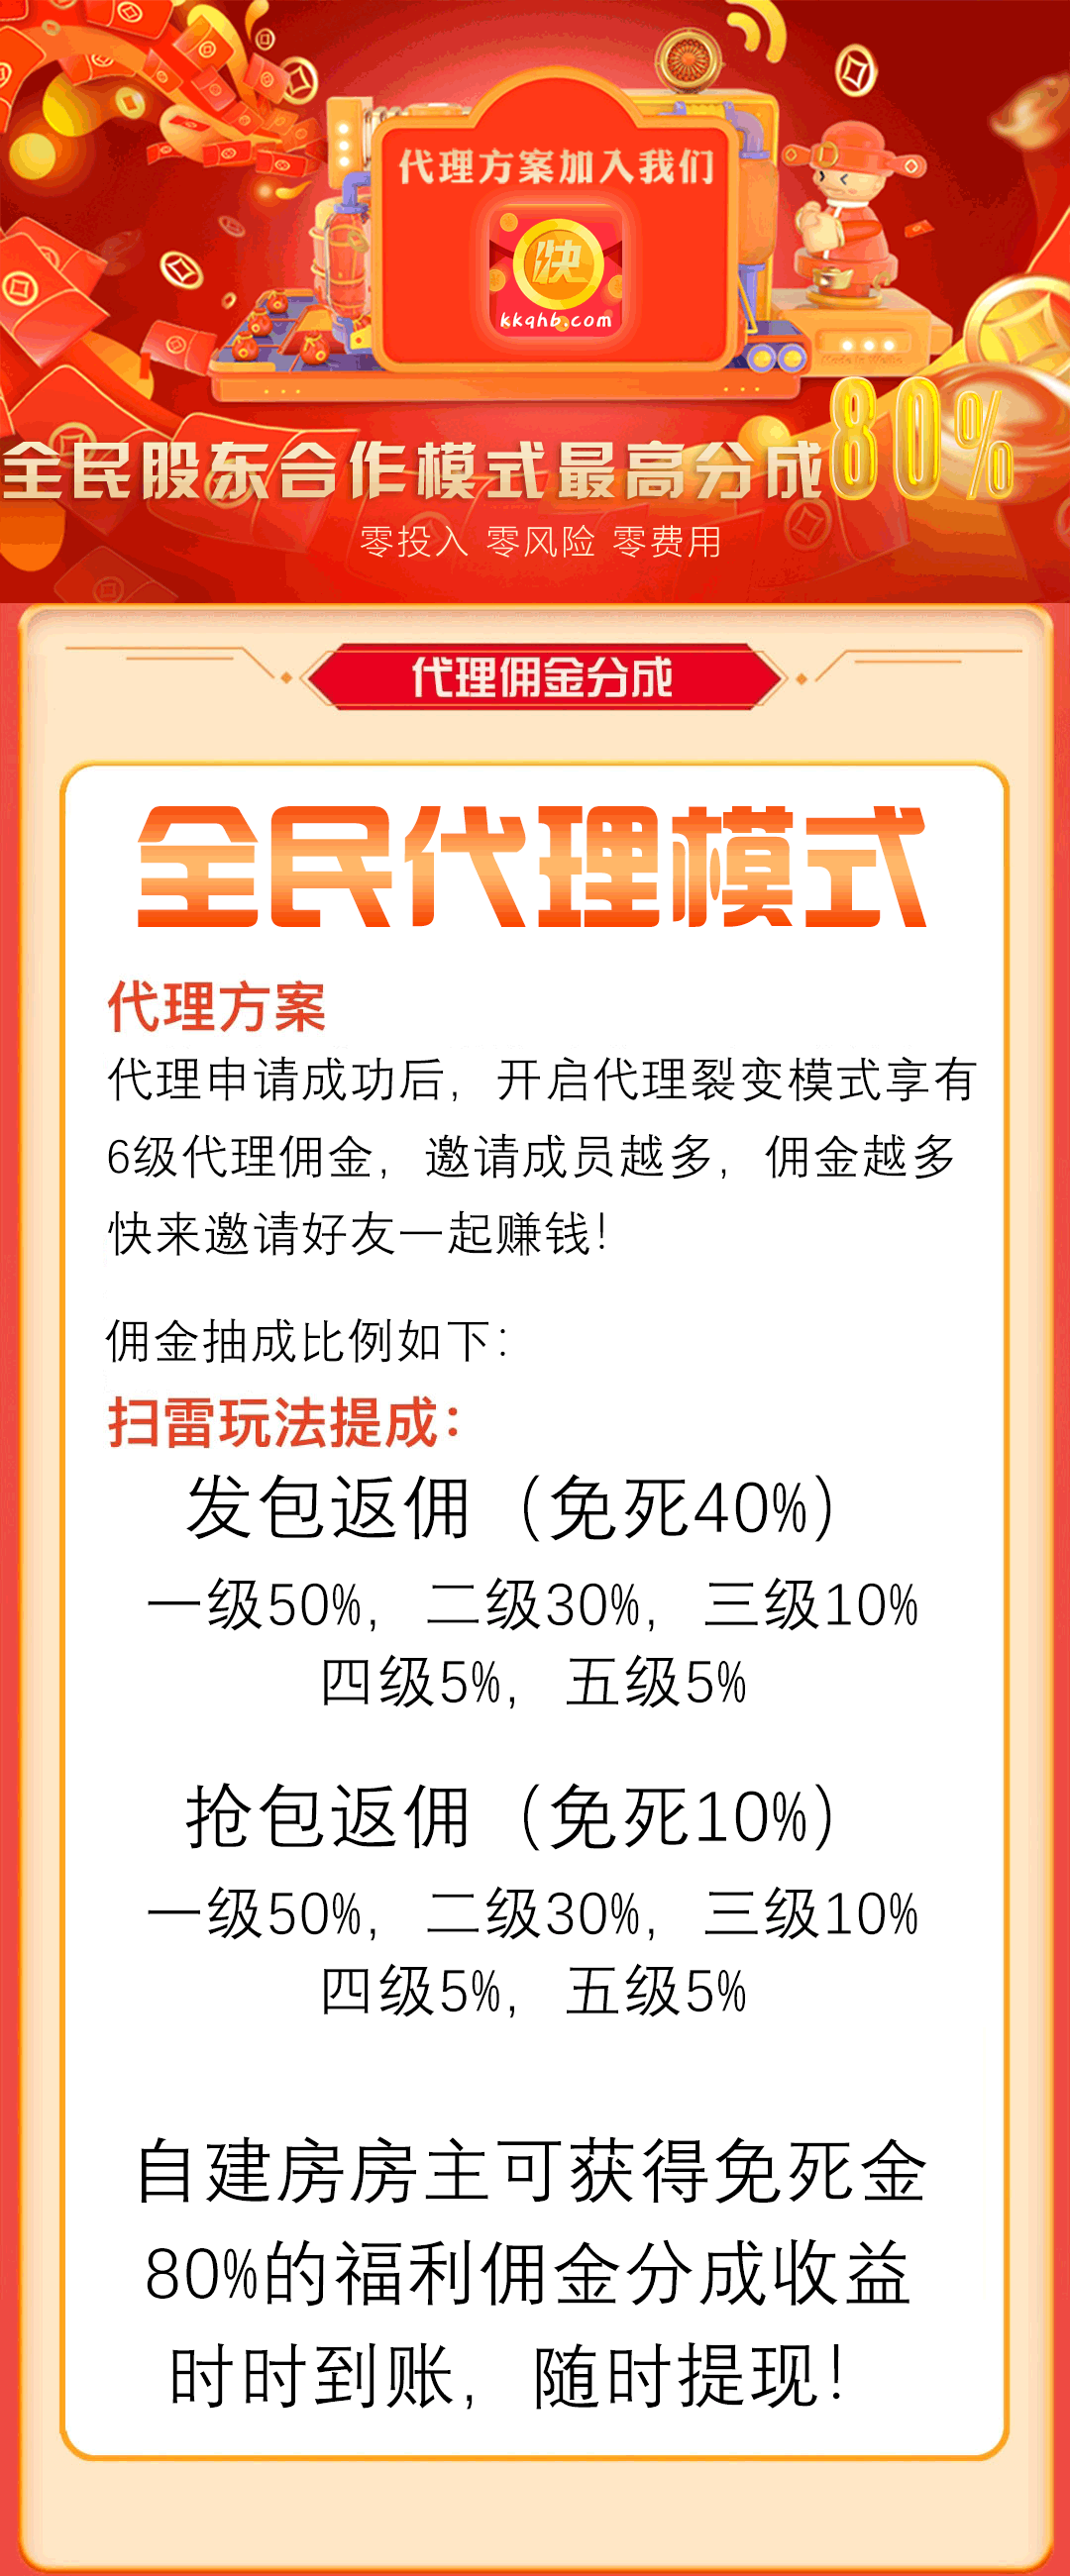 代理方案加入我们
快
kkqhb.com
全民股东合作模式最高分成80%
零投入 零风险 零费用
代理佣金分成
全民代理模式
代理方案
代理申请成功后，开启代理裂变模式享有
6级代理佣金，邀请成员越多，佣金越多
快来邀请好友一起赚钱！
佣金抽成比例如下：
扫雷玩法提成：
发包返佣（免死40%）
一级50%，二级30%，三级10%
四级5%，五级5%
抢包返佣（免死10%）
一级50%，二级30%，三级10%
四级5%，五级5%
自建房房主可获得免死金
80%的福利佣金分成收益
时时到账，随时提现！